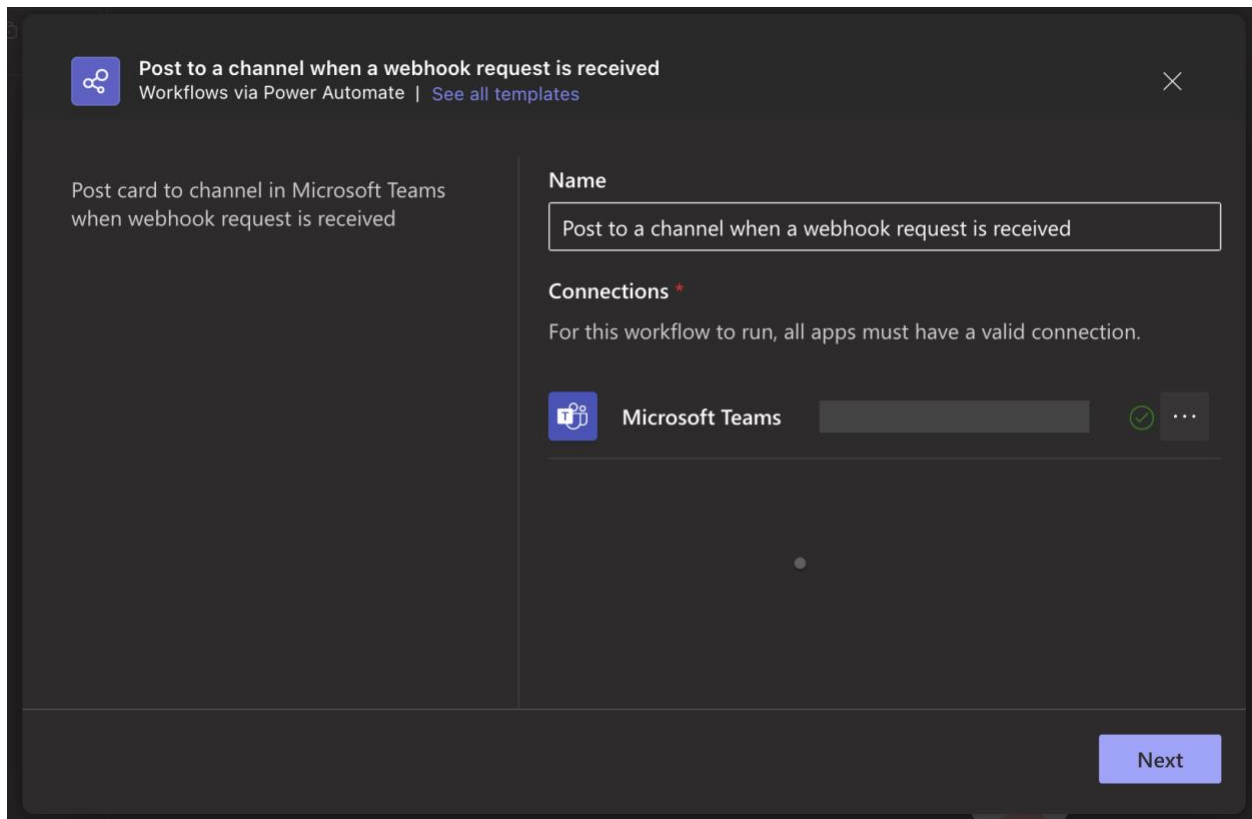 Post to a channel when a webhook request is received
Workflows via Power Automate | See all templates
Post card to channel in Microsoft Teams
when webhook request is received
Name
Post to a channel when a webhook request is received
Connections *
For this workflow to run, all apps must have a valid connection.
Microsoft Teams
Next